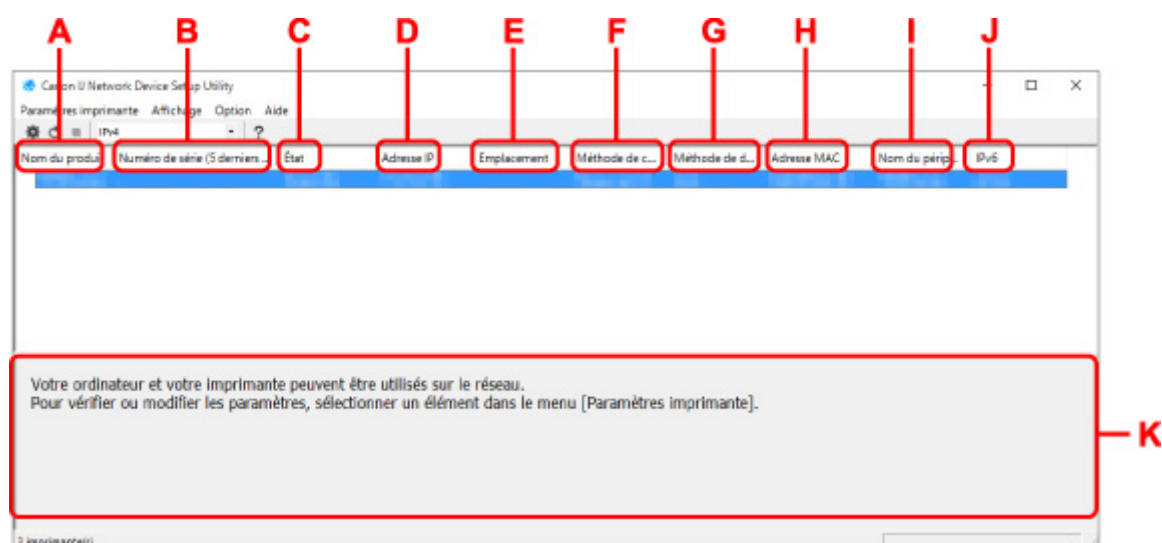 A B C D E F G H I J
Canon IJ Network Device Setup Utility
Paramètres imprimante Affichage Option Aide
IPv4 ?
Nom du produi Numéro de série (5 derniers ... État Adresse IP Emplacement Méthode de c... Méthode de d... Adresse MAC Nom du périp... IPv6
Votre ordinateur et votre imprimante peuvent être utilisés sur le réseau.
Pour vérifier ou modifier les paramètres, sélectionner un élément dans le menu [Paramètres imprimante].
K
imprimante(s)